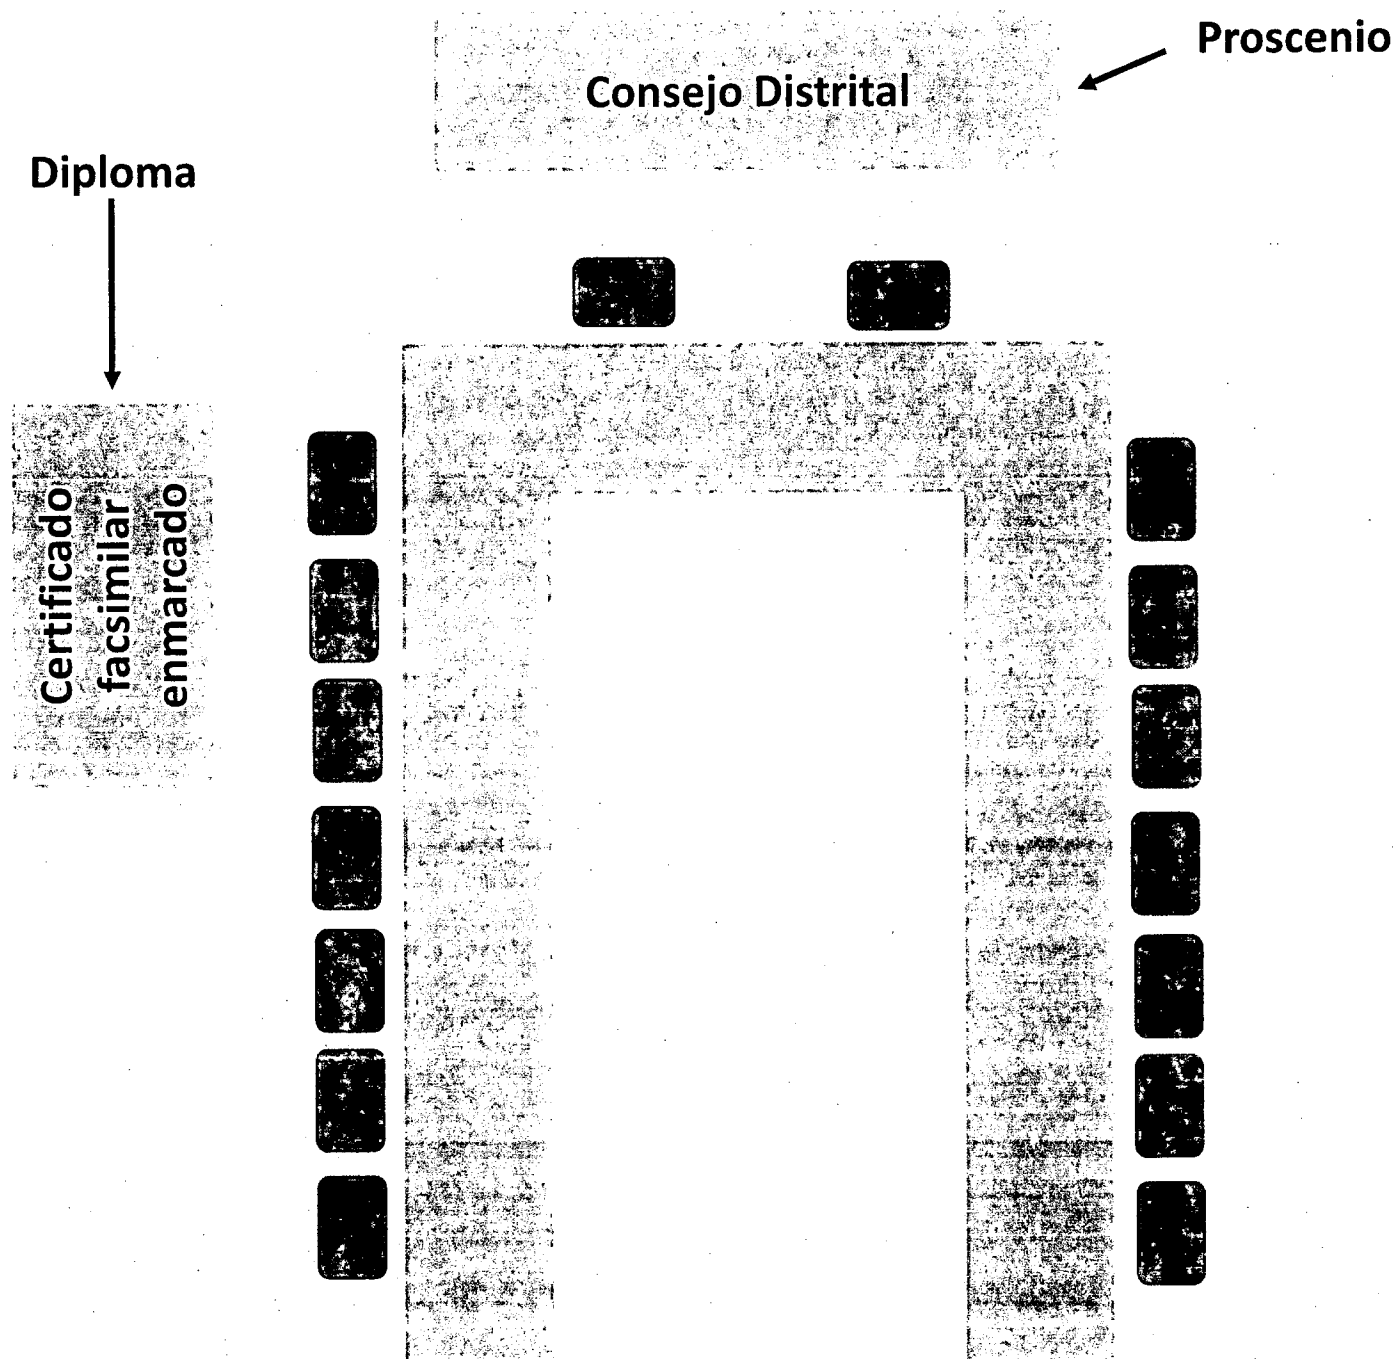 Proscenio
Consejo Distrital
Diploma
Certificado
facsimilar
enmarcado